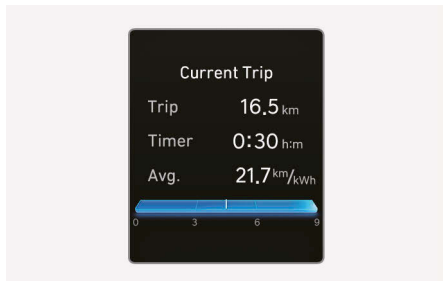 Current Trip
Trip 16.5 km
Timer 0:30 h:m
Avg. 21.7 km/kWh
0 3 6 9